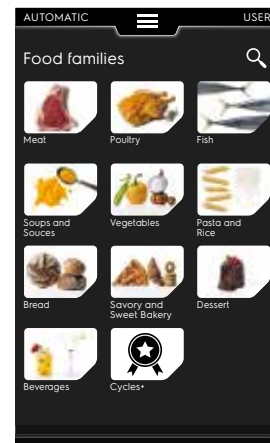 AUTOMATIC USER
Food families
Meat Poultry Fish
Soups and Souces Vegetables Pasta and Rice
Bread Savory and Sweet Bakery Dessert
Beverages Cycles+